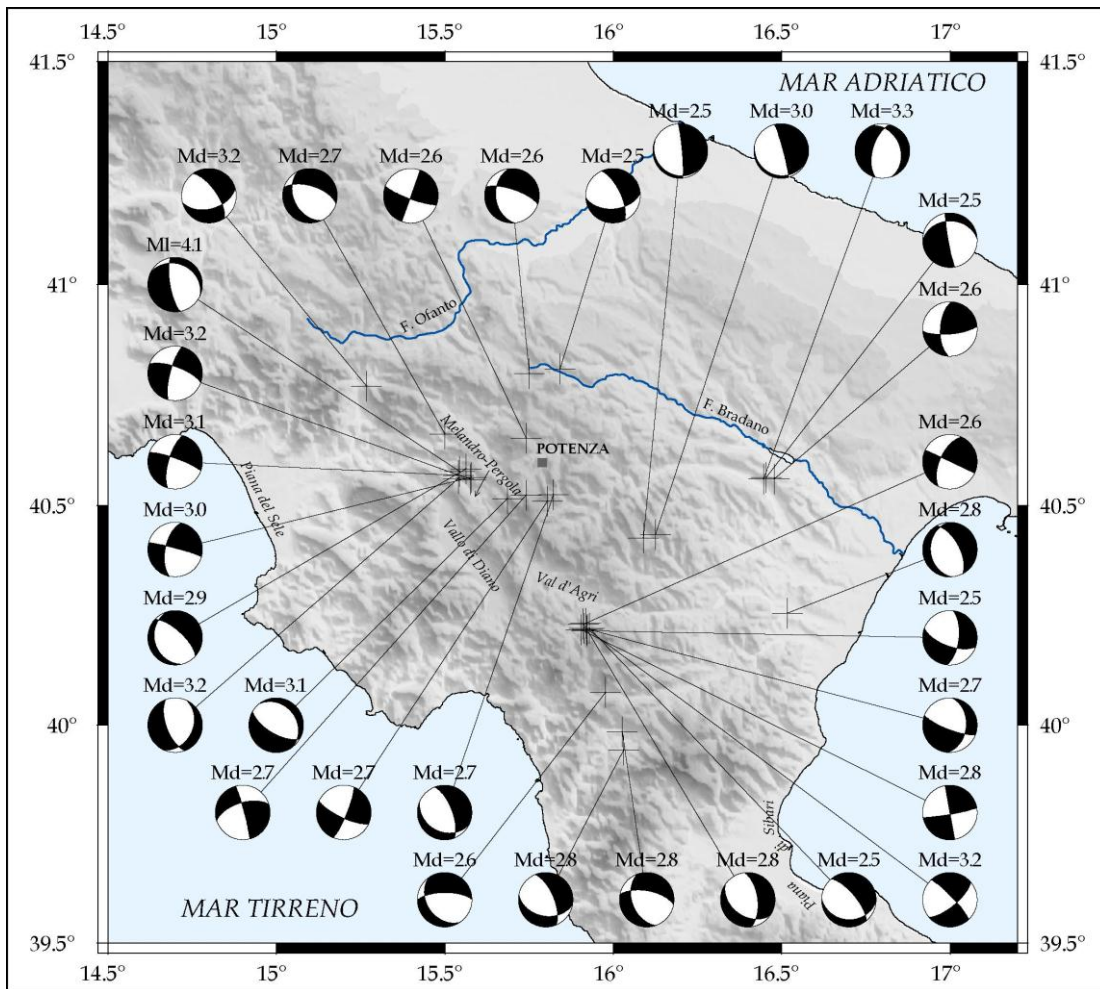 14.5° 15° 15.5° 16° 16.5° 17°
41.5° 41.5°
MAR ADRIATICO
Md=2.5 Md=3.0 Md=3.3
Md=3.2 Md=2.7 Md=2.6 Md=2.6 Md=2.5
Md=2.5
Ml=4.1
41° 41°
Md=2.6
F. Ofanto
Md=3.2
F. Bradano
Md=3.1
Melandro-Pergola
POTENZA
Md=2.6
Piana del Sele
40.5° 40.5°
Md=3.0
Md=2.8
Vallo di Diano
Val d'Agri
Md=2.9
Md=2.5
Md=3.2 Md=3.1
Md=2.7
40° 40°
Md=2.7 Md=2.7 Md=2.7
Md=2.8
Piana di Sibari
Md=2.6 Md=2.8 Md=2.8 Md=2.8 Md=2.5 Md=3.2
MAR TIRRENO
39.5° 39.5°
14.5° 15° 15.5° 16° 16.5° 17°